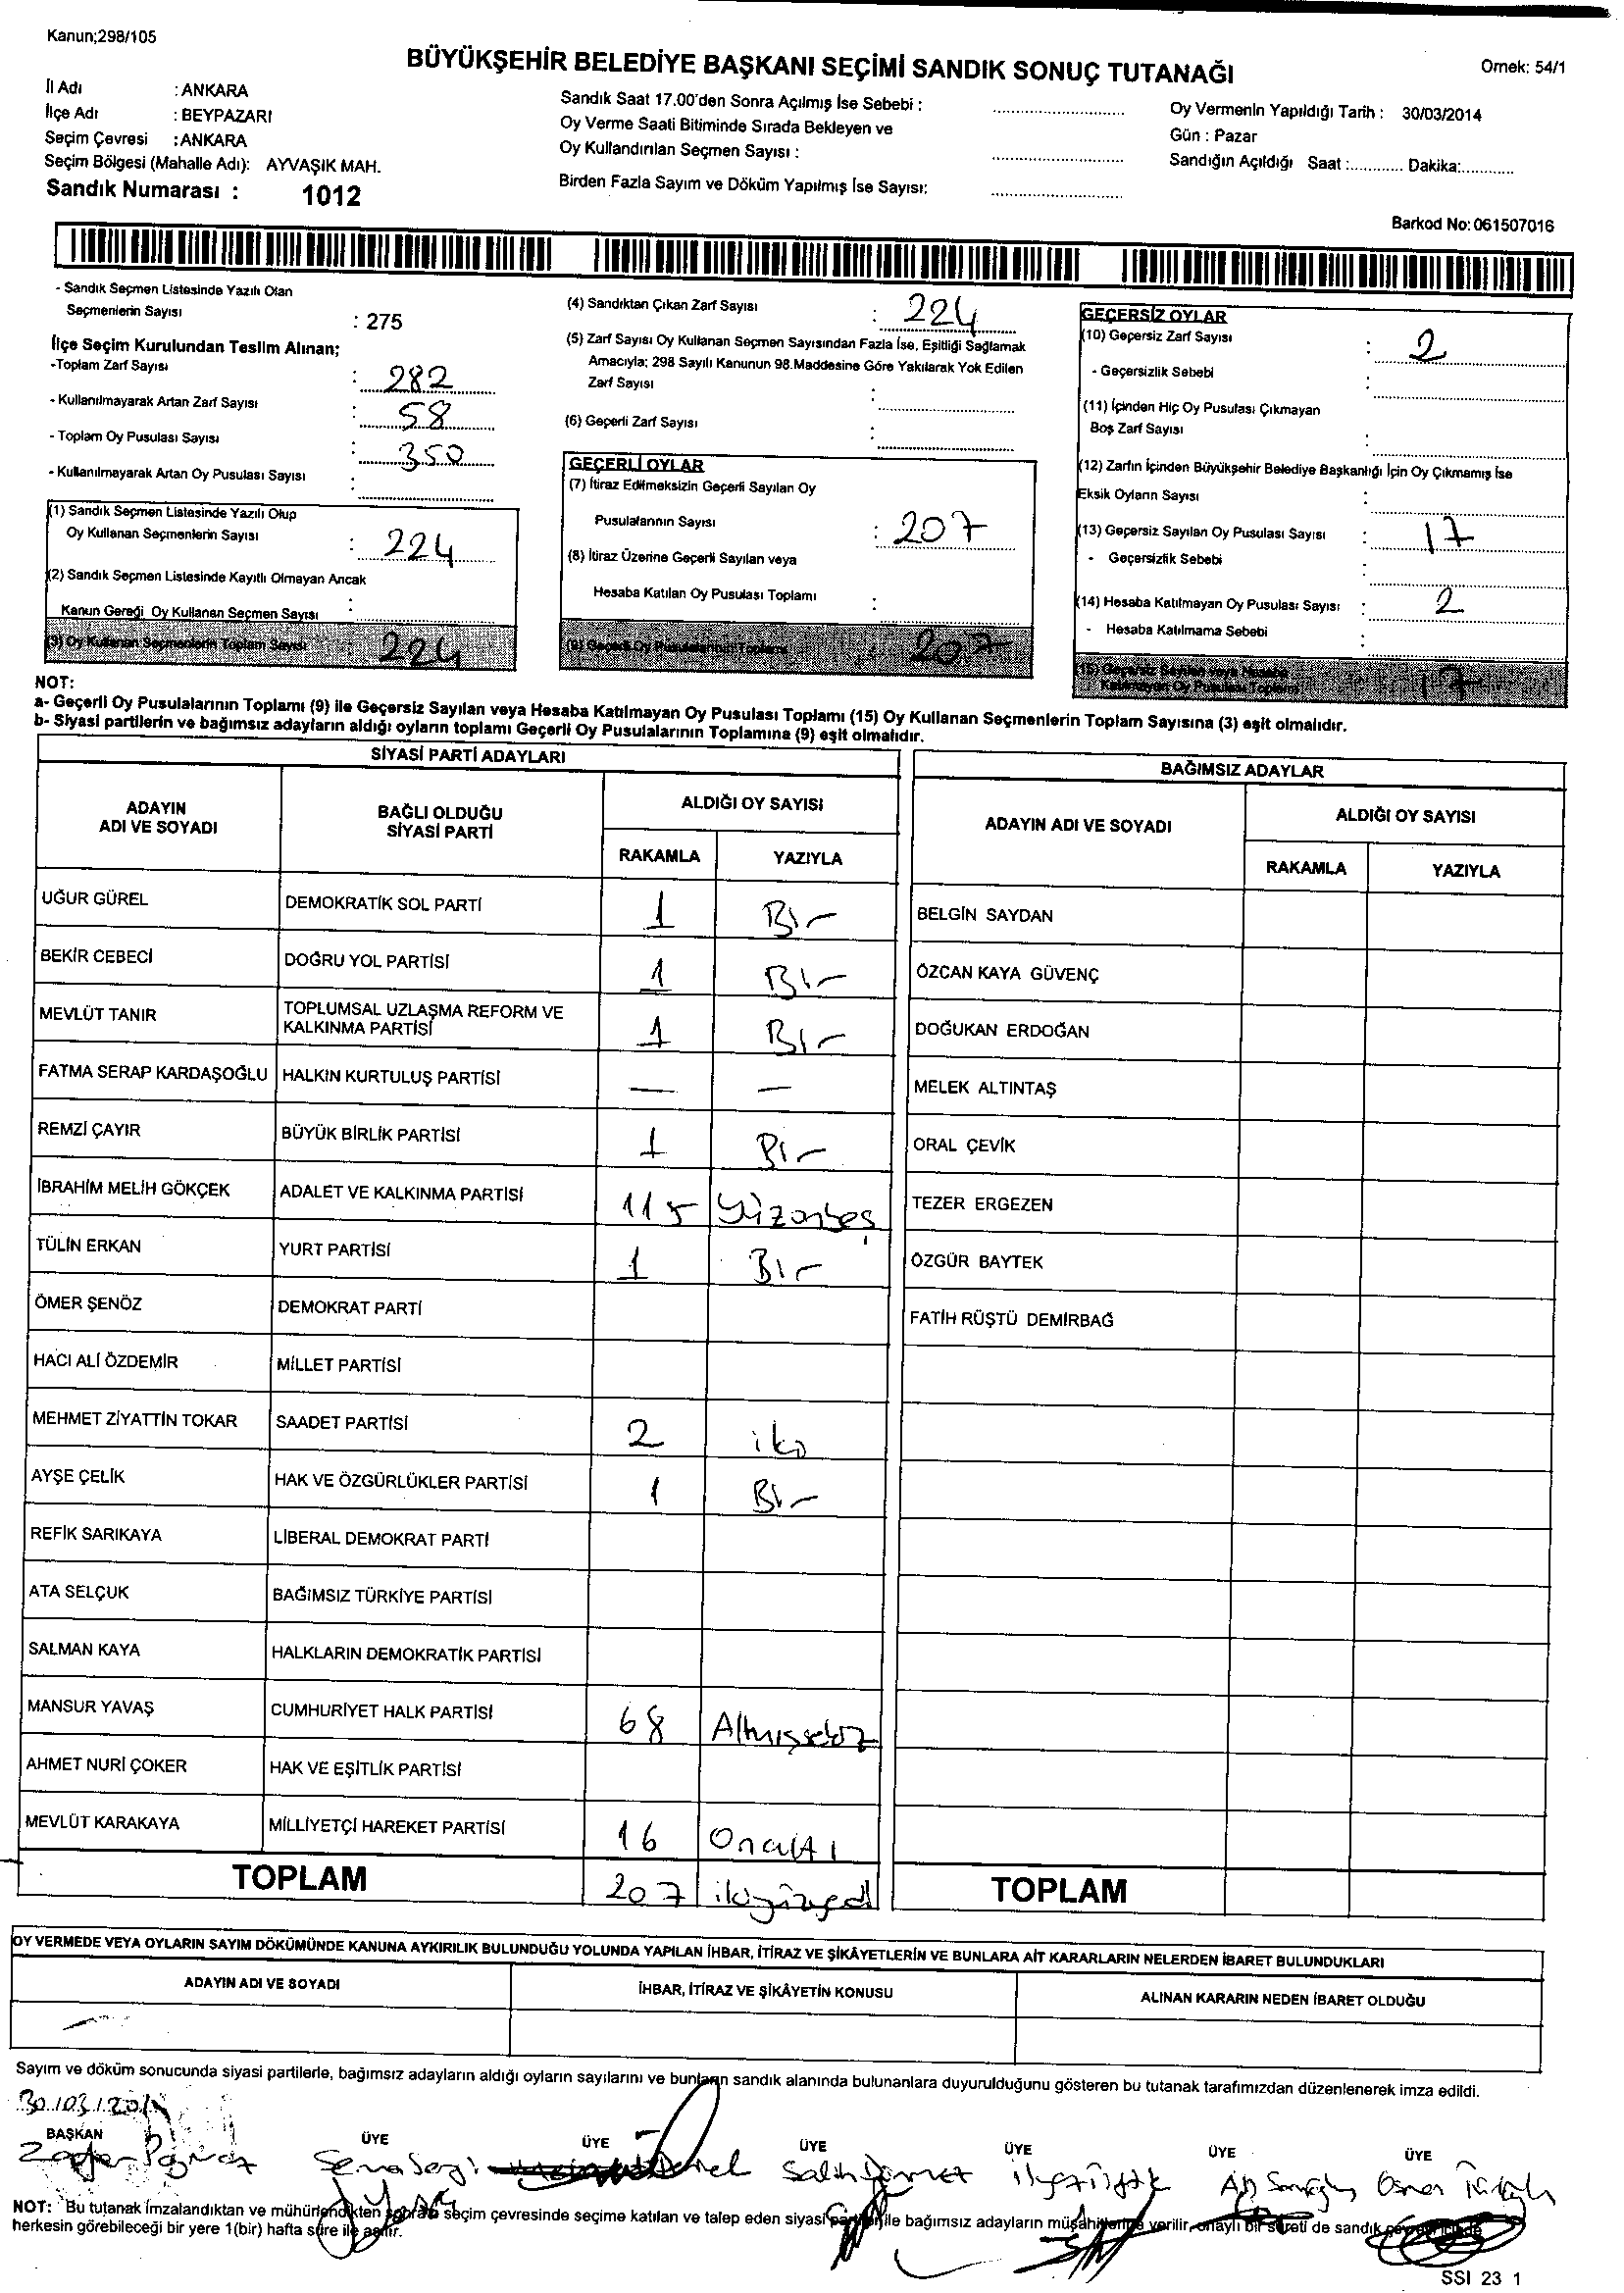 Kanun;298/105
BÜYÜKŞEHİR BELEDİYE BAŞKANI SEÇİMİ SANDIK SONUÇ TUTANAĞI
Örnek: 54/1
İl Adı : ANKARA
İlçe Adı : BEYPAZARI
Seçim Çevresi : ANKARA
Seçim Bölgesi (Mahalle Adı): AYVAŞIK MAH.
Sandık Numarası : 1012
Sandık Saat 17.00'den Sonra Açılmış İse Sebebi :
Oy Verme Saati Bitiminde Sırada Bekleyen ve
Oy Kullandırılan Seçmen Sayısı :
Birden Fazla Sayım ve Döküm Yapılmış İse Sayısı:
Oy Vermenin Yapıldığı Tarih : 30/03/2014
Gün : Pazar
Sandığın Açıldığı Saat :............ Dakika:............
Barkod No: 061507016
- Sandık Seçmen Listesinde Yazılı Olan
Seçmenlerin Sayısı : 275
İlçe Seçim Kurulundan Teslim Alınan;
-Toplam Zarf Sayısı : 282
- Kullanılmayarak Artan Zarf Sayısı : 58
- Toplam Oy Pusulası Sayısı : 350
- Kullanılmayarak Artan Oy Pusulası Sayısı :
(1) Sandık Seçmen Listesinde Yazılı Olup
Oy Kullanan Seçmenlerin Sayısı : 224
(2) Sandık Seçmen Listesinde Kayıtlı Olmayan Ancak
Kanun Gereği Oy Kullanan Seçmen Sayısı :
(3) Oy Kullanan Seçmenlerin Toplam Sayısı 224
(4) Sandıktan Çıkan Zarf Sayısı : 224
(5) Zarf Sayısı Oy Kullanan Seçmen Sayısından Fazla İse, Eşitliği Sağlamak
Amacıyla; 298 Sayılı Kanunun 98.Maddesine Göre Yakılarak Yok Edilen
Zarf Sayısı :
(6) Geçerli Zarf Sayısı :
GEÇERLİ OYLAR
(7) İtiraz Edilmeksizin Geçerli Sayılan Oy
Pusulalarının Sayısı : 207
(8) İtiraz Üzerine Geçerli Sayılan veya
Hesaba Katılan Oy Pusulası Toplamı :
(9) Geçerli Oy Pusulalarının Toplamı 207
GEÇERSİZ OYLAR
(10) Geçersiz Zarf Sayısı : 2
- Geçersizlik Sebebi :
(11) İçinden Hiç Oy Pusulası Çıkmayan
Boş Zarf Sayısı :
(12) Zarfın İçinden Büyükşehir Belediye Başkanlığı İçin Oy Çıkmamış İse
Eksik Oyların Sayısı :
(13) Geçersiz Sayılan Oy Pusulası Sayısı : 17
- Geçersizlik Sebebi :
(14) Hesaba Katılmayan Oy Pusulası Sayısı : 2
- Hesaba Katılmama Sebebi :
(15) Geçersiz Sayılan veya Hesaba
Katılmayan Oy Pusulası Toplamı 17
NOT:
a- Geçerli Oy Pusulalarının Toplamı (9) ile Geçersiz Sayılan veya Hesaba Katılmayan Oy Pusulası Toplamı (15) Oy Kullanan Seçmenlerin Toplam Sayısına (3) eşit olmalıdır.
b- Siyasi partilerin ve bağımsız adayların aldığı oyların toplamı Geçerli Oy Pusulalarının Toplamına (9) eşit olmalıdır.
SİYASİ PARTİ ADAYLARI
ADAYIN ADI VE SOYADI BAĞLI OLDUĞU SİYASİ PARTİ ALDIĞI OY SAYISI
RAKAMLA YAZIYLA
UĞUR GÜREL DEMOKRATİK SOL PARTİ 1 Bir
BEKİR CEBECİ DOĞRU YOL PARTİSİ 1 Bir
MEVLÜT TANIR TOPLUMSAL UZLAŞMA REFORM VE KALKINMA PARTİSİ 1 Bir
FATMA SERAP KARDAŞOĞLU HALKIN KURTULUŞ PARTİSİ — —
REMZİ ÇAYIR BÜYÜK BİRLİK PARTİSİ 1 Bir
İBRAHİM MELİH GÖKÇEK ADALET VE KALKINMA PARTİSİ 115 Yüzonbeş
TÜLİN ERKAN YURT PARTİSİ 1 Bir
ÖMER ŞENÖZ DEMOKRAT PARTİ
HACI ALİ ÖZDEMİR MİLLET PARTİSİ
MEHMET ZİYATTİN TOKAR SAADET PARTİSİ 2 iki
AYŞE ÇELİK HAK VE ÖZGÜRLÜKLER PARTİSİ 1 Bir
REFİK SARIKAYA LİBERAL DEMOKRAT PARTİ
ATA SELÇUK BAĞIMSIZ TÜRKİYE PARTİSİ
SALMAN KAYA HALKLARIN DEMOKRATİK PARTİSİ
MANSUR YAVAŞ CUMHURİYET HALK PARTİSİ 68 Altmışsekiz
AHMET NURİ ÇOKER HAK VE EŞİTLİK PARTİSİ
MEVLÜT KARAKAYA MİLLİYETÇİ HAREKET PARTİSİ 16 Onaltı
TOPLAM 207 ikiyüzyedi
BAĞIMSIZ ADAYLAR
ADAYIN ADI VE SOYADI ALDIĞI OY SAYISI
RAKAMLA YAZIYLA
BELGİN SAYDAN
ÖZCAN KAYA GÜVENÇ
DOĞUKAN ERDOĞAN
MELEK ALTINTAŞ
ORAL ÇEVİK
TEZER ERGEZEN
ÖZGÜR BAYTEK
FATİH RÜŞTÜ DEMİRBAĞ
TOPLAM
OY VERMEDE VEYA OYLARIN SAYIM DÖKÜMÜNDE KANUNA AYKIRILIK BULUNDUĞU YOLUNDA YAPILAN İHBAR, İTİRAZ VE ŞİKÂYETLERİN VE BUNLARA AİT KARARLARIN NELERDEN İBARET BULUNDUKLARI
ADAYIN ADI VE SOYADI İHBAR, İTİRAZ VE ŞİKÂYETİN KONUSU ALINAN KARARIN NEDEN İBARET OLDUĞU
Sayım ve döküm sonucunda siyasi partilerle, bağımsız adayların aldığı oyların sayılarını ve bunların sandık alanında bulunanlara duyurulduğunu gösteren bu tutanak tarafımızdan düzenlenerek imza edildi.
30.103.1.2014
BAŞKAN ÜYE ÜYE ÜYE ÜYE ÜYE ÜYE
Sema Sezgi Salih
NOT: Bu tutanak imzalandıktan ve mühürlendikten sonra seçim çevresinde seçime katılan ve talep eden siyasi partiler ile bağımsız adayların müşahitlerine verilir, onaylı bir sureti de sandık çevresi içinde
herkesin görebileceği bir yere 1(bir) hafta süre ile asılır.
SSI 23 1